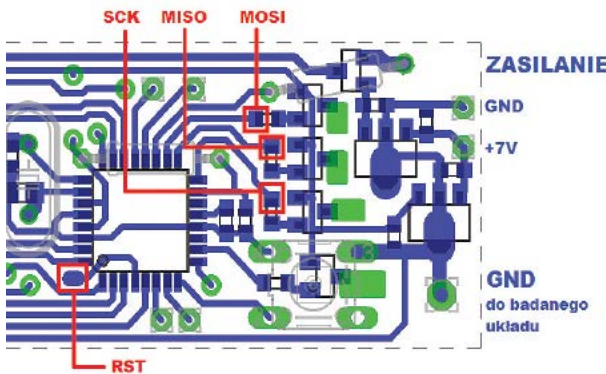 SCK MISO MOSI
ZASILANIE
GND
+7V
GND
do badanego
układu
RST